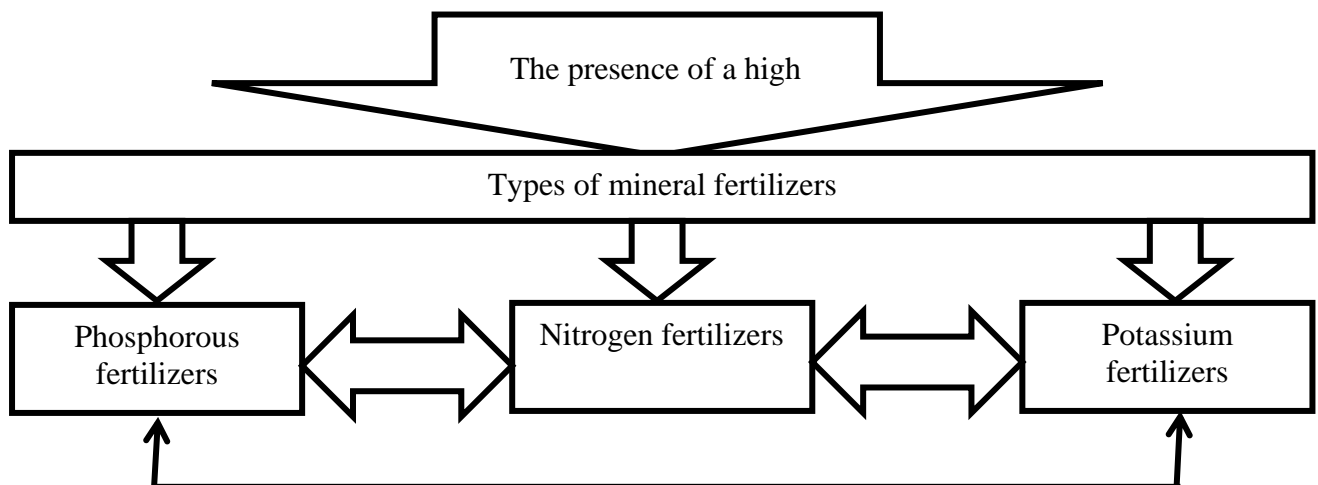 The presence of a high
Types of mineral fertilizers
Phosphorous
fertilizers
Nitrogen fertilizers
Potassium
fertilizers